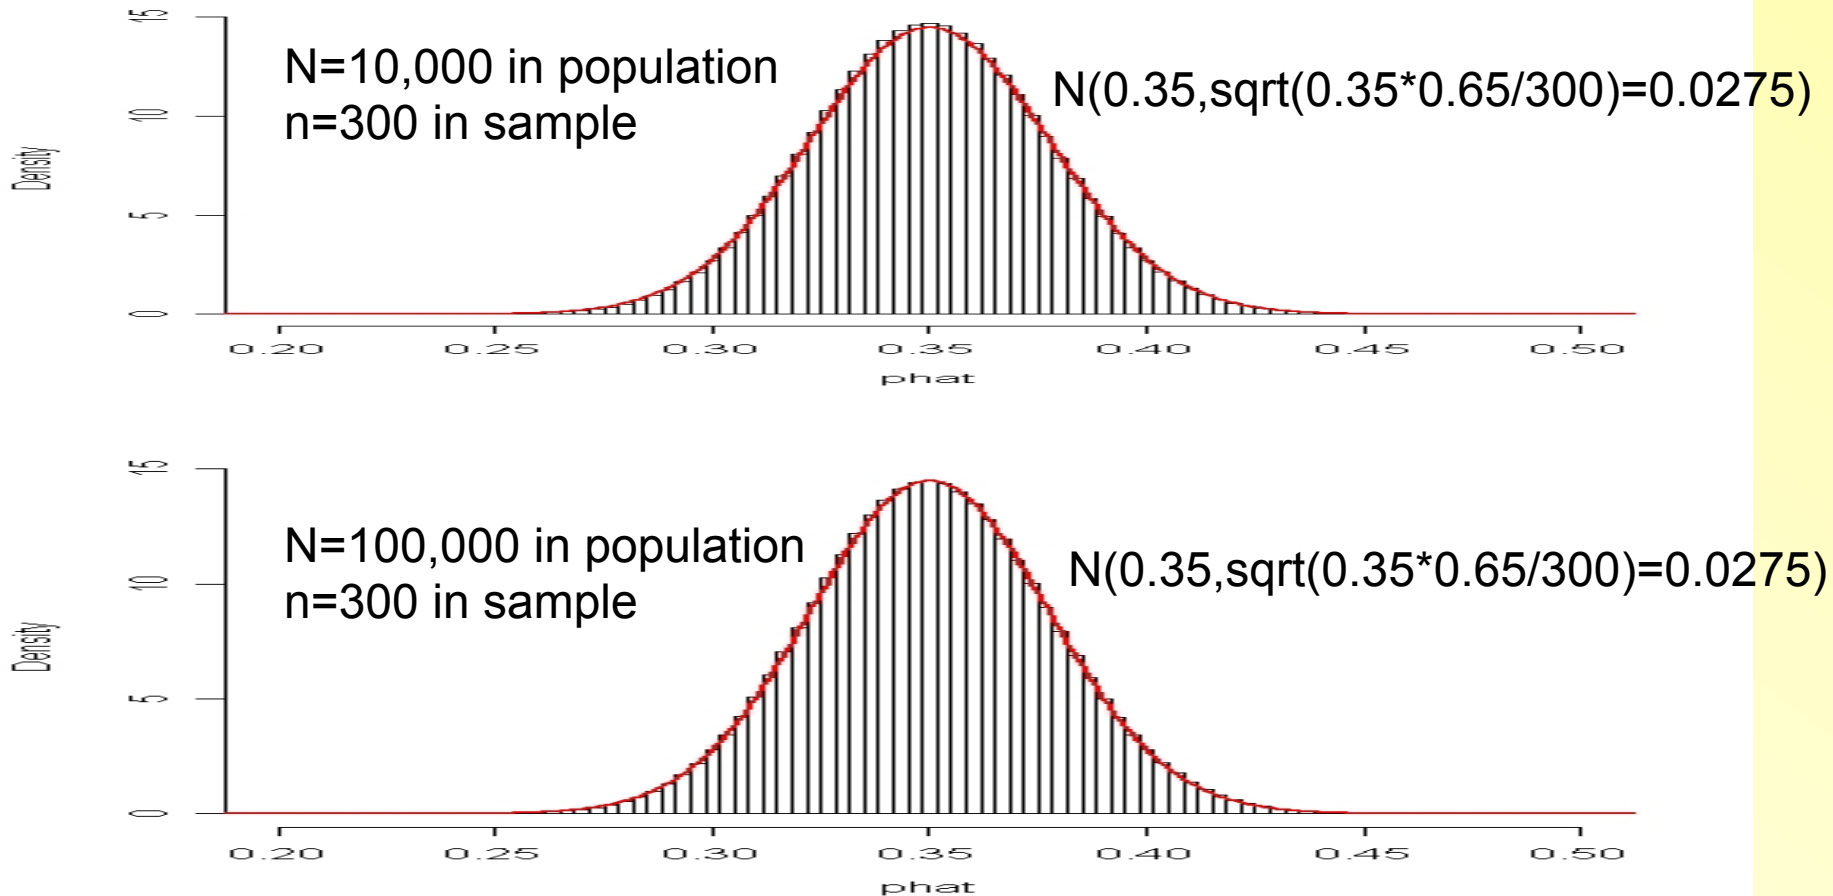 N=10,000 in population
n=300 in sample
N(0.35,sqrt(0.35*0.65/300)=0.0275)
Density
15
10
5
0
0.20 0.25 0.30 0.35 0.40 0.45 0.50
phat
N=100,000 in population
n=300 in sample
N(0.35,sqrt(0.35*0.65/300)=0.0275)
Density
15
10
5
0
0.20 0.25 0.30 0.35 0.40 0.45 0.50
phat